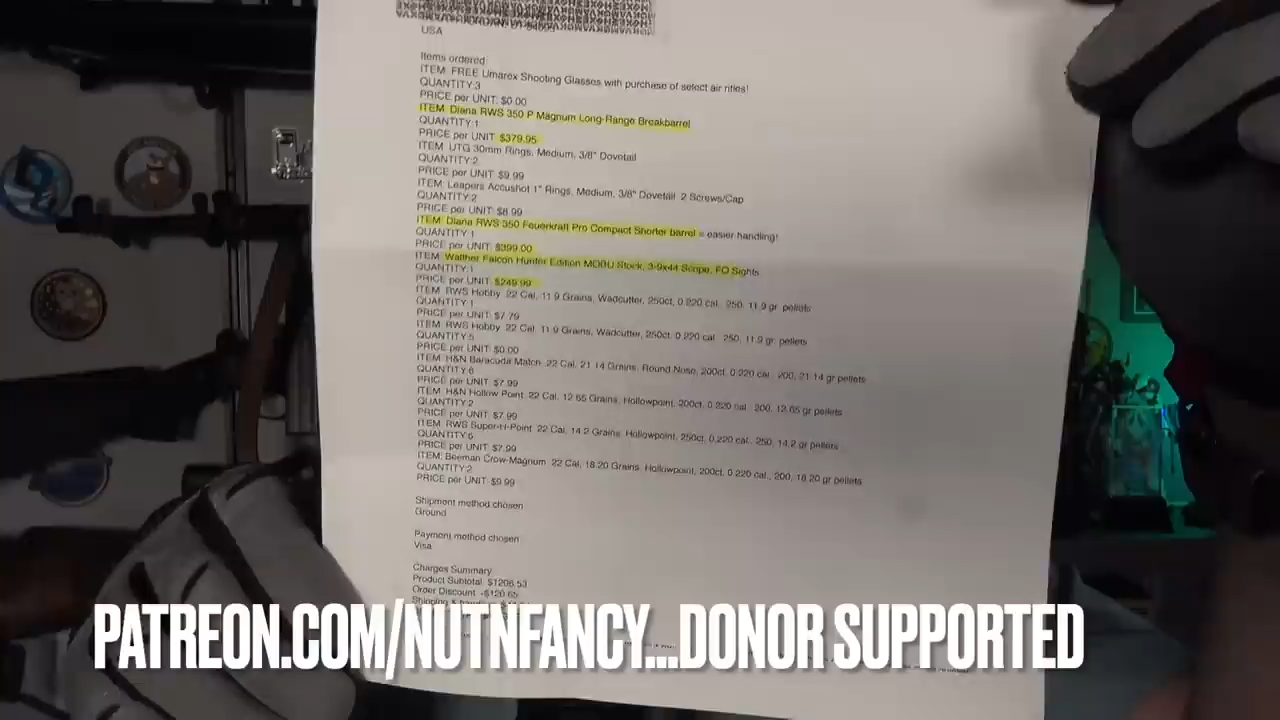 USA
Items ordered
ITEM: FREE Umarex Shooting Glasses with purchase of select air rifles!
QUANTITY:3
PRICE per UNIT: $0.00
ITEM: Diana RWS 350 P Magnum Long-Range Breakbarrel
QUANTITY:1
PRICE per UNIT: $379.95
ITEM: UTG 30mm Rings, Medium, 3/8" Dovetail
QUANTITY:2
PRICE per UNIT: $9.99
ITEM: Leapers Accushot 1" Rings, Medium, 3/8" Dovetail 2 Screws/Cap
QUANTITY:2
PRICE per UNIT: $8.99
ITEM: Diana RWS 350 Feuerkraft Pro Compact Shorter barrel = easier handling!
QUANTITY:1
PRICE per UNIT: $399.00
ITEM: Walther Falcon Hunter Edition MOBU Stock, 3-9x44 Scope, FO Sights
QUANTITY:1
PRICE per UNIT: $249.99
ITEM: RWS Hobby .22 Cal, 11.9 Grains, Wadcutter, 250ct, 0.220 cal., 250, 11.9 gr. pellets
QUANTITY:1
PRICE per UNIT: $7.79
ITEM: RWS Hobby .22 Cal, 11.9 Grains, Wadcutter, 250ct, 0.220 cal., 250, 11.9 gr. pellets
QUANTITY:5
PRICE per UNIT: $0.00
ITEM: H&N Baracuda Match .22 Cal, 21.14 Grains, Round Nose, 200ct, 0.220 cal., 200, 21.14 gr pellets
QUANTITY:6
PRICE per UNIT: $7.99
ITEM: H&N Hollow Point, .22 Cal, 12.65 Grains, Hollowpoint, 200ct, 0.220 cal., 200, 12.65 gr pellets
QUANTITY:2
PRICE per UNIT: $7.99
ITEM: RWS Super-H-Point .22 Cal, 14.2 Grains, Hollowpoint, 250ct, 0.220 cal., 250, 14.2 gr pellets
QUANTITY:6
PRICE per UNIT: $7.99
ITEM: Beeman Crow-Magnum .22 Cal, 18.20 Grains, Hollowpoint, 200ct, 0.220 cal., 200, 18.20 gr pellets
QUANTITY:2
PRICE per UNIT: $9.99
Shipment method chosen
Ground
Payment method chosen
Visa
Charges Summary
Product Subtotal: $1206.53
Order Discount -$120.65
PATREON.COM/NUTNFANCY...DONOR SUPPORTED